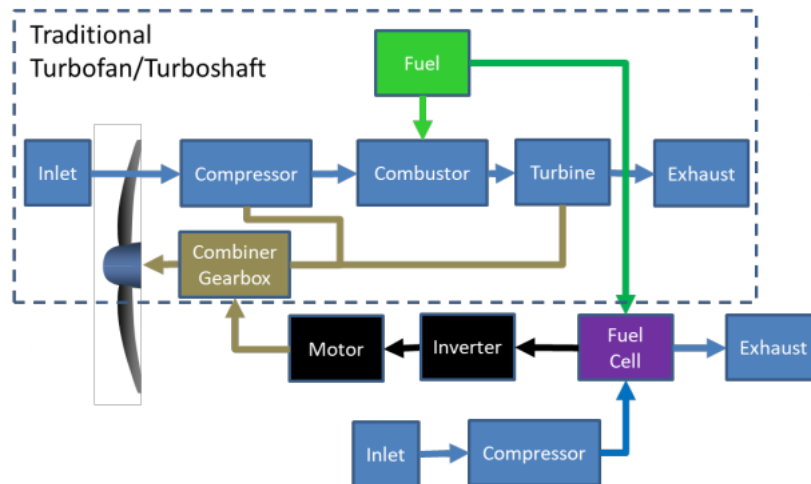 Traditional
Turbofan/Turboshaft
Fuel
Inlet
Compressor
Combustor
Turbine
Exhaust
Combiner
Gearbox
Motor
Inverter
Fuel
Cell
Exhaust
Inlet
Compressor